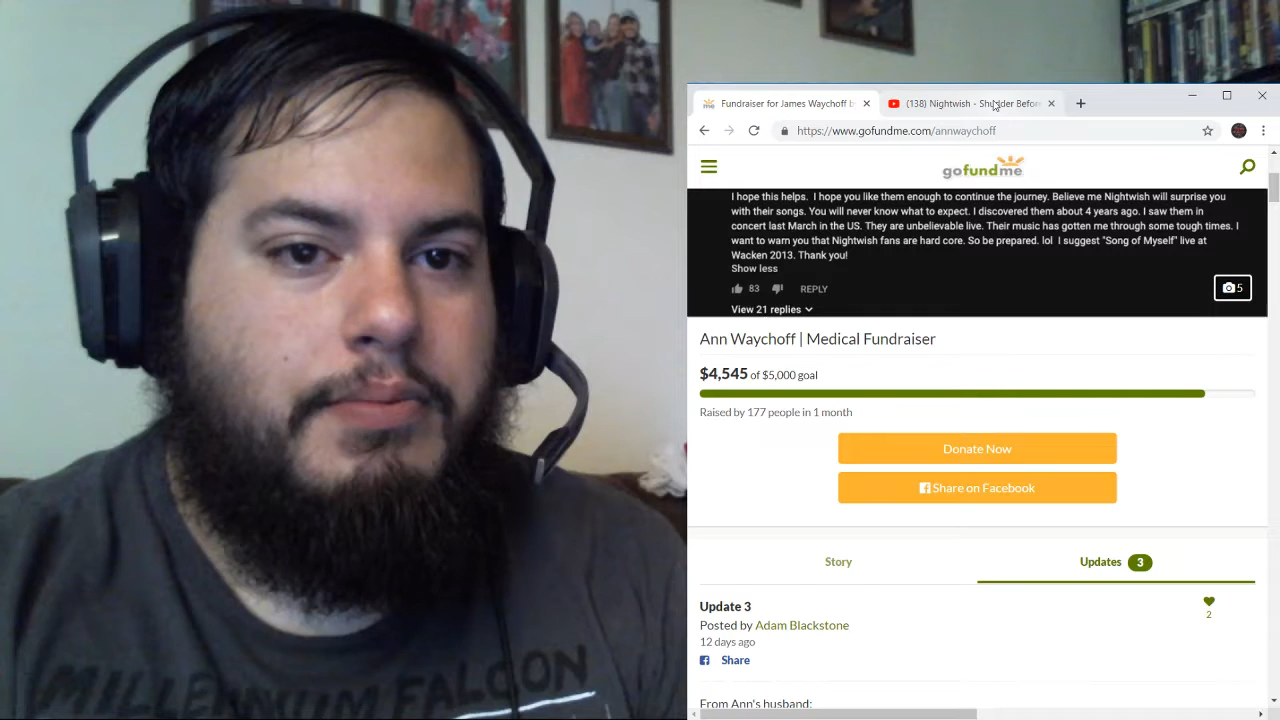 Fundraiser for James Waychoff b
(138) Nightwish - Shudder Before
https://www.gofundme.com/annwaychoff
gofundme
I hope this helps. I hope you like them enough to continue the journey. Believe me Nightwish will surprise you
with their songs. You will never know what to expect. I discovered them about 4 years ago. I saw them in
concert last March in the US. They are unbelievable live. Their music has gotten me through some tough times. I
want to warn you that Nightwish fans are hard core. So be prepared. lol I suggest "Song of Myself" live at
Wacken 2013. Thank you!
Show less
83 REPLY
5
View 21 replies
Ann Waychoff | Medical Fundraiser
$4,545 of $5,000 goal
Raised by 177 people in 1 month
Donate Now
Share on Facebook
Story
Updates 3
Update 3
2
Posted by Adam Blackstone
12 days ago
Share
From Ann's husband:
MILLENNIUM FALCON